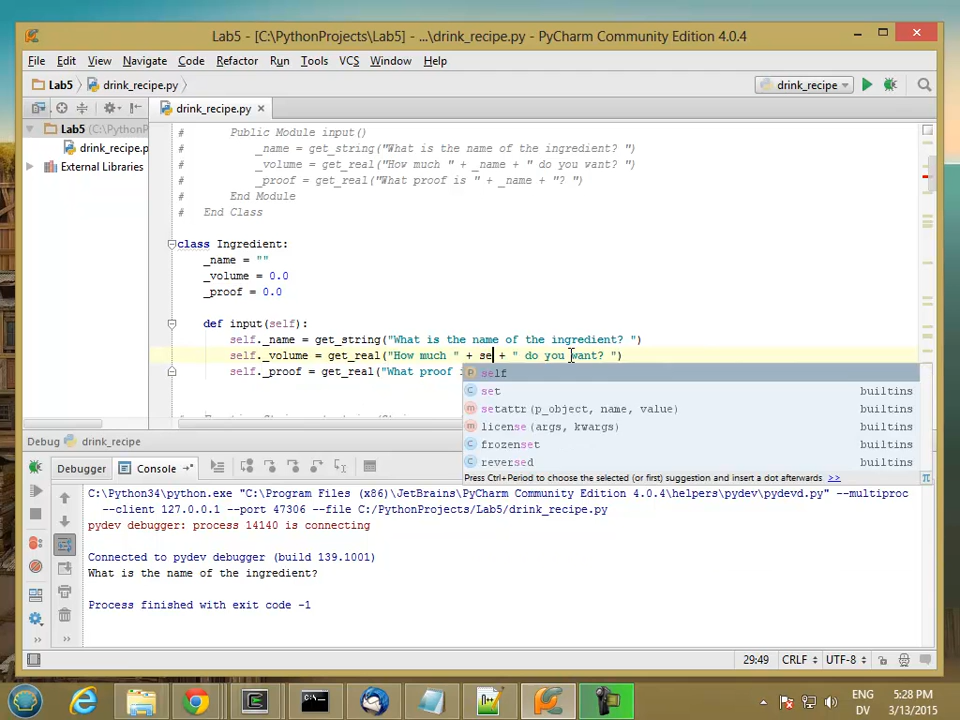 Lab5 - [C:\PythonProjects\Lab5] - ...\drink_recipe.py - PyCharm Community Edition 4.0.4
File Edit View Navigate Code Refactor Run Tools VCS Window Help
Lab5 drink_recipe.py drink_recipe
drink_recipe.py
Lab5 (C:\PythonP
drink_recipe.p
External Libraries
# Public Module input()
# _name = get_string("What is the name of the ingredient? ")
# _volume = get_real("How much " + _name + " do you want? ")
# _proof = get_real("What proof is " + _name + "? ")
# End Module
# End Class
class Ingredient:
_name = ""
_volume = 0.0
_proof = 0.0
def input(self):
self._name = get_string("What is the name of the ingredient? ")
self._volume = get_real("How much " + se + " do you want? ")
self._proof = get_real("What proof i
self
set builtins
setattr(p_object, name, value) builtins
license(args, kwargs) builtins
frozenset builtins
reversed builtins
Press Ctrl+Period to choose the selected (or first) suggestion and insert a dot afterwards >>
Debug drink_recipe
Debugger Console
C:\Python34\python.exe "C:\Program Files (x86)\JetBrains\PyCharm Community Edition 4.0.4\helpers\pydev\pydevd.py" --multiproc
--client 127.0.0.1 --port 47306 --file C:/PythonProjects/Lab5/drink_recipe.py
pydev debugger: process 14140 is connecting
Connected to pydev debugger (build 139.1001)
What is the name of the ingredient?
Process finished with exit code -1
29:49 CRLF UTF-8
ENG 5:28 PM
DV 3/13/2015